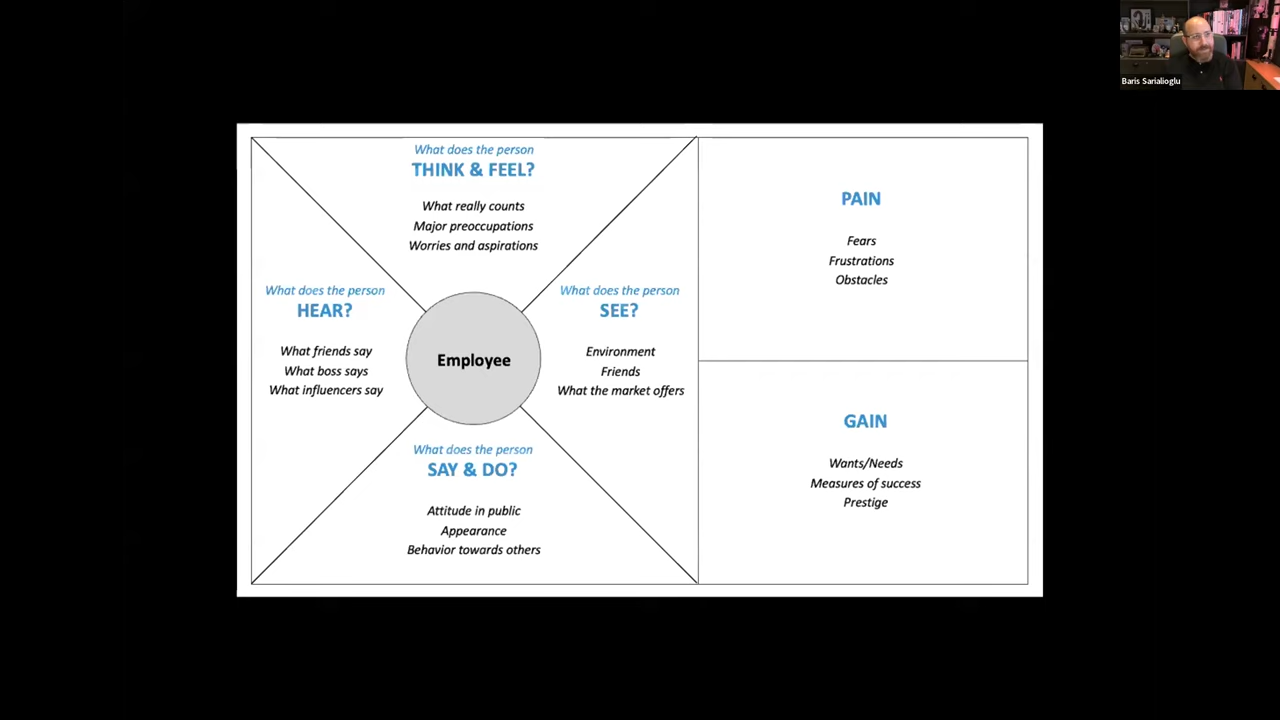 Baris Sarialioglu
What does the person
THINK & FEEL?
What really counts
Major preoccupations
Worries and aspirations
What does the person
HEAR?
What friends say
What boss says
What influencers say
Employee
What does the person
SEE?
Environment
Friends
What the market offers
What does the person
SAY & DO?
Attitude in public
Appearance
Behavior towards others
PAIN
Fears
Frustrations
Obstacles
GAIN
Wants/Needs
Measures of success
Prestige